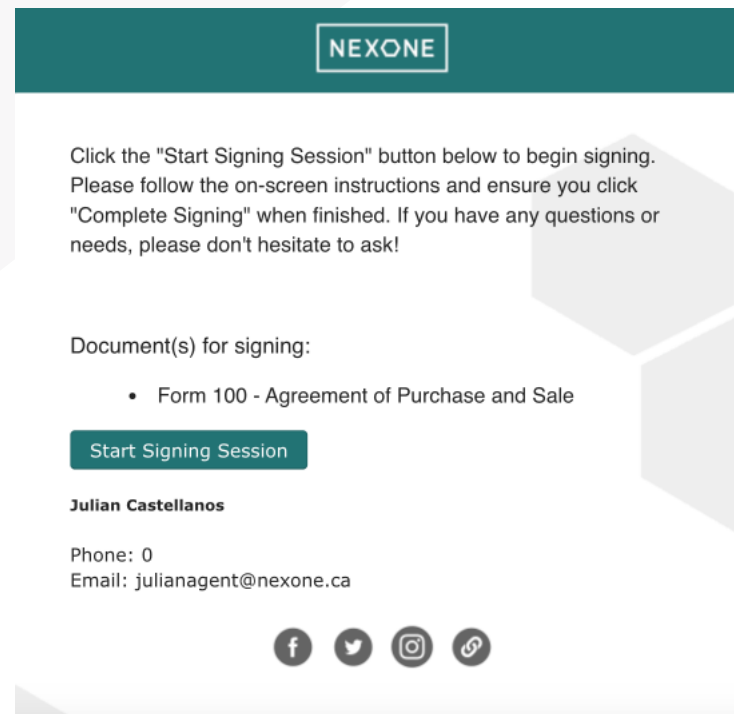 NEXONE
Click the "Start Signing Session" button below to begin signing.
Please follow the on-screen instructions and ensure you click
"Complete Signing" when finished. If you have any questions or
needs, please don't hesitate to ask!
Document(s) for signing:
• Form 100 - Agreement of Purchase and Sale
Start Signing Session
Julian Castellanos
Phone: 0
Email: julianagent@nexone.ca